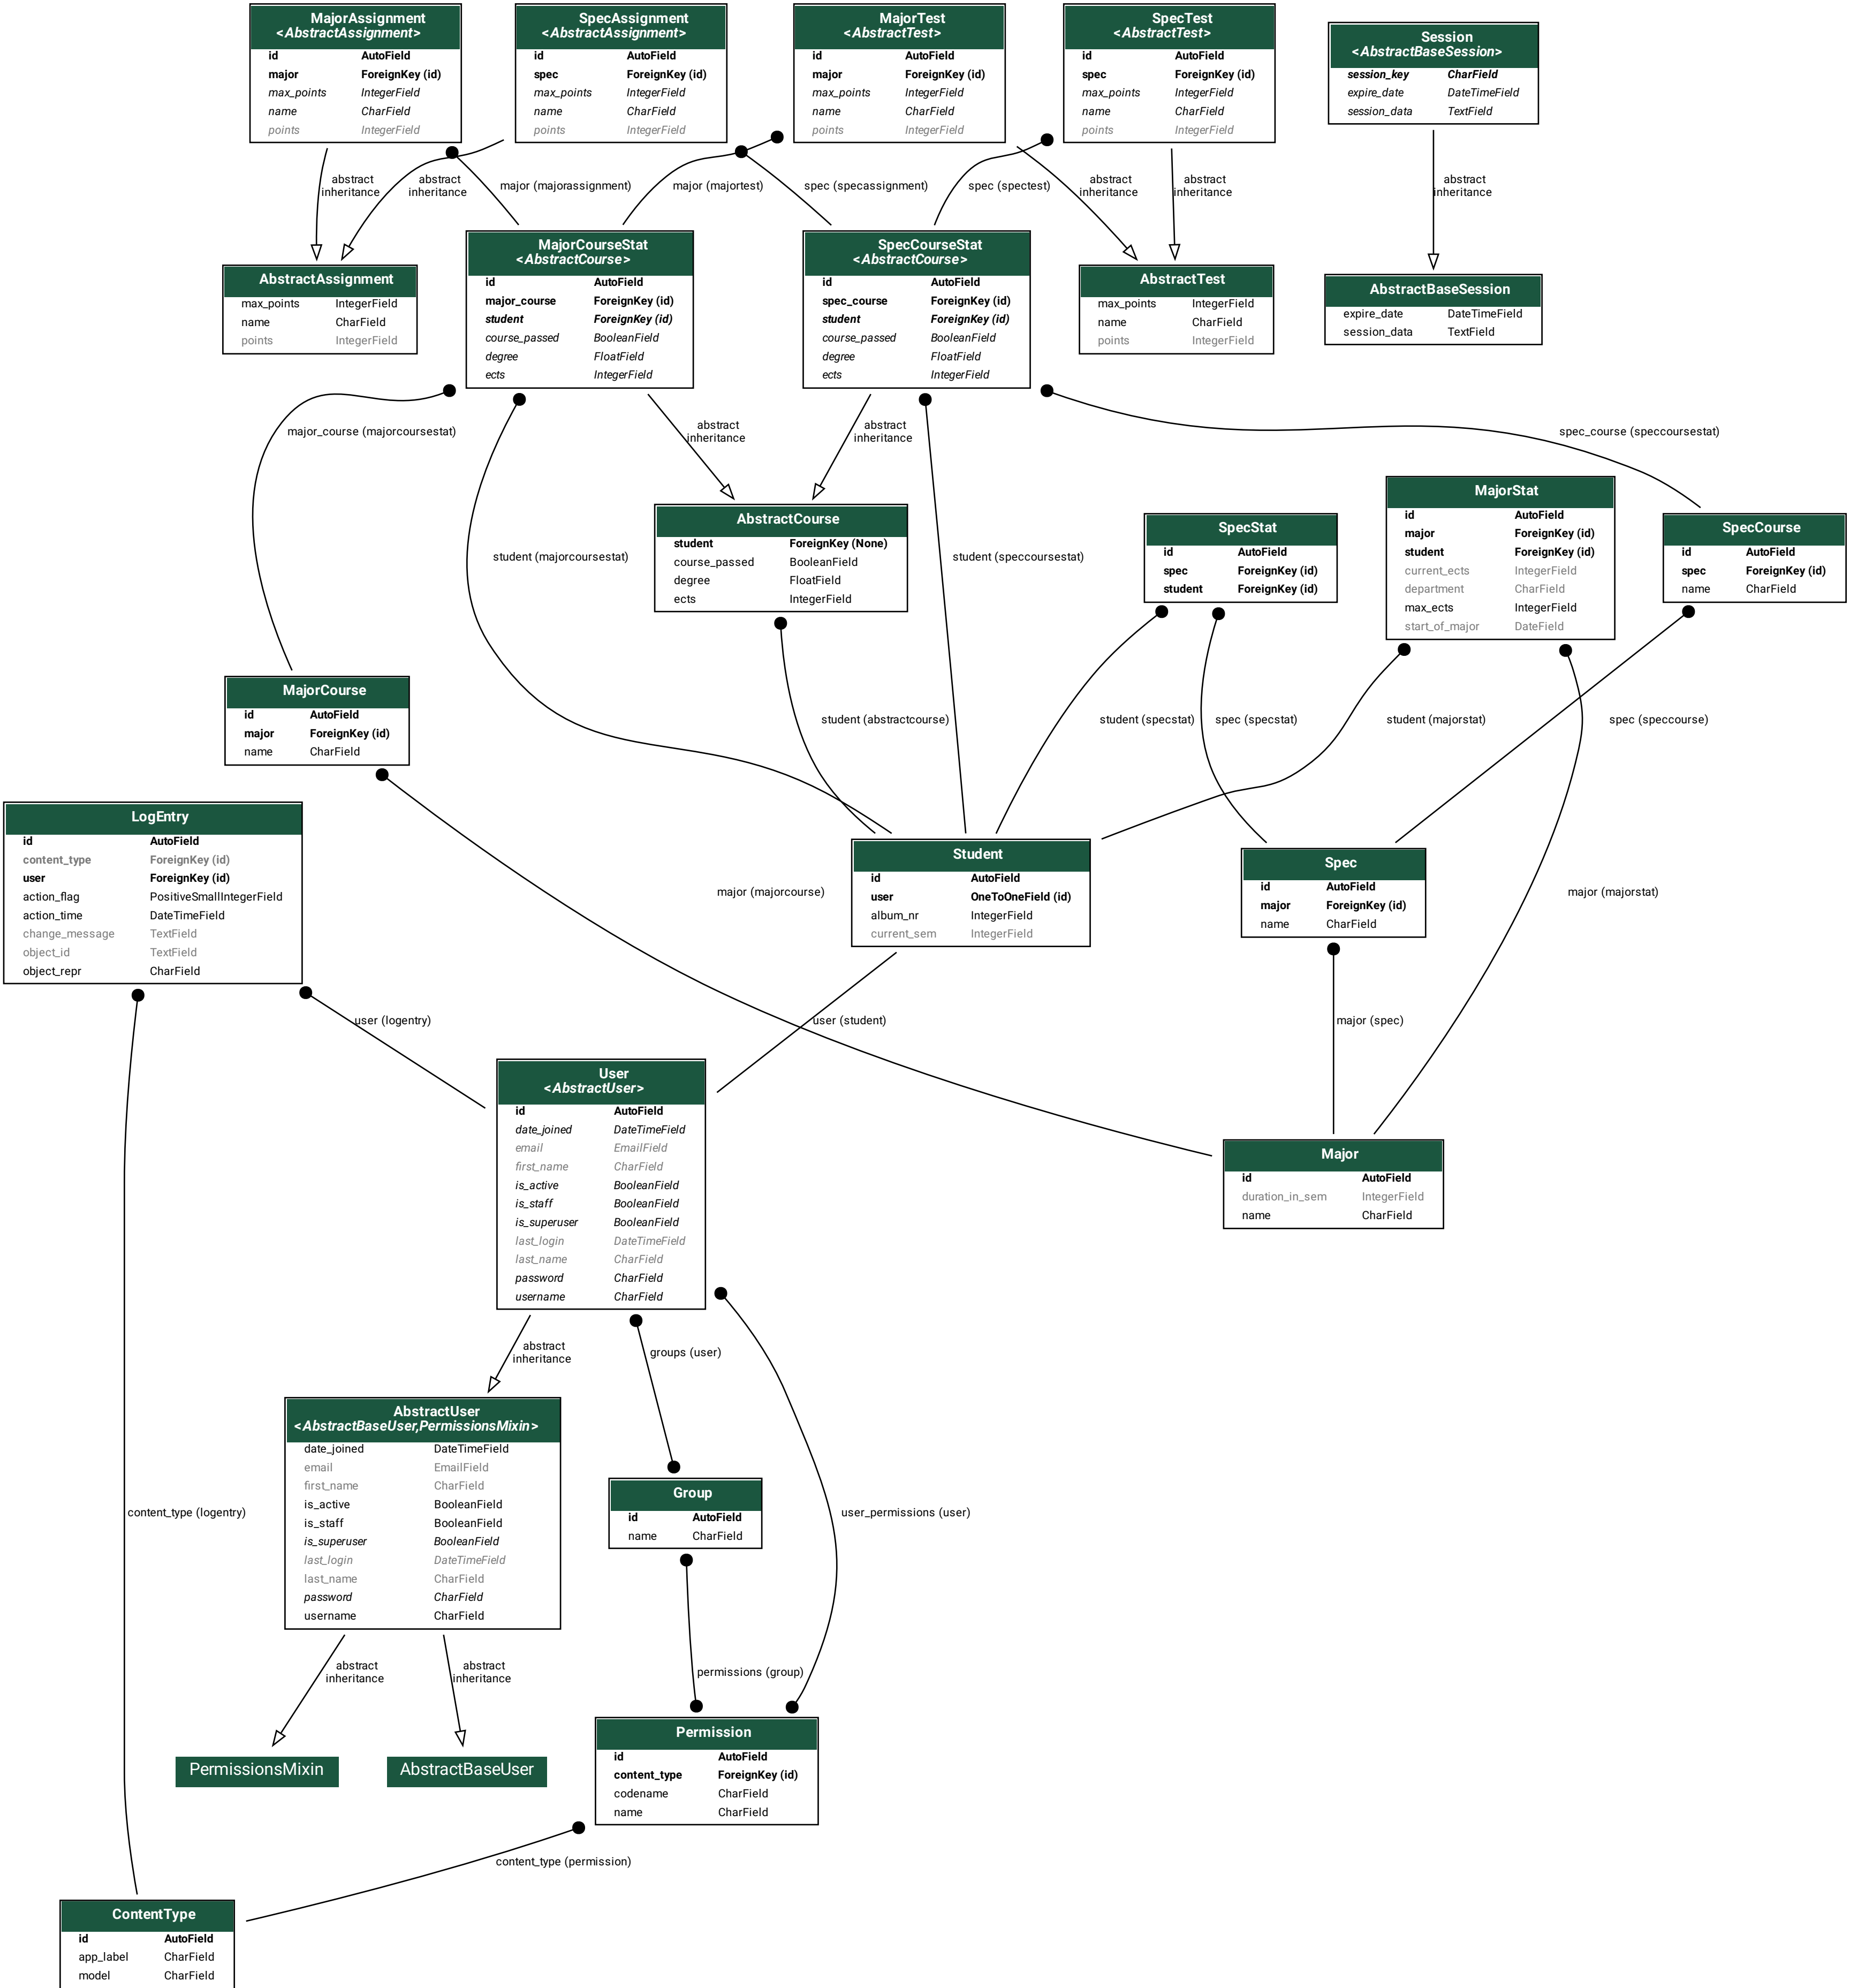 MajorAssignment
<AbstractAssignment>
id AutoField
major ForeignKey (id)
max_points IntegerField
name CharField
points IntegerField
SpecAssignment
<AbstractAssignment>
id AutoField
spec ForeignKey (id)
max_points IntegerField
name CharField
points IntegerField
MajorTest
<AbstractTest>
id AutoField
major ForeignKey (id)
max_points IntegerField
name CharField
points IntegerField
SpecTest
<AbstractTest>
id AutoField
spec ForeignKey (id)
max_points IntegerField
name CharField
points IntegerField
Session
<AbstractBaseSession>
session_key CharField
expire_date DateTimeField
session_data TextField
abstract
inheritance
abstract
inheritance
major (majorassignment)
major (majortest)
spec (specassignment)
spec (spectest)
abstract
inheritance
abstract
inheritance
abstract
inheritance
AbstractAssignment
max_points IntegerField
name CharField
points IntegerField
MajorCourseStat
<AbstractCourse>
id AutoField
major_course ForeignKey (id)
student ForeignKey (id)
course_passed BooleanField
degree FloatField
ects IntegerField
SpecCourseStat
<AbstractCourse>
id AutoField
spec_course ForeignKey (id)
student ForeignKey (id)
course_passed BooleanField
degree FloatField
ects IntegerField
AbstractTest
max_points IntegerField
name CharField
points IntegerField
AbstractBaseSession
expire_date DateTimeField
session_data TextField
major_course (majorcoursestat)
abstract
inheritance
abstract
inheritance
spec_course (speccoursestat)
student (majorcoursestat)
AbstractCourse
student ForeignKey (None)
course_passed BooleanField
degree FloatField
ects IntegerField
student (speccoursestat)
SpecStat
id AutoField
spec ForeignKey (id)
student ForeignKey (id)
MajorStat
id AutoField
major ForeignKey (id)
student ForeignKey (id)
current_ects IntegerField
department CharField
max_ects IntegerField
start_of_major DateField
SpecCourse
id AutoField
spec ForeignKey (id)
name CharField
MajorCourse
id AutoField
major ForeignKey (id)
name CharField
student (abstractcourse)
student (specstat)
spec (specstat)
student (majorstat)
spec (speccourse)
LogEntry
id AutoField
content_type ForeignKey (id)
user ForeignKey (id)
action_flag PositiveSmallIntegerField
action_time DateTimeField
change_message TextField
object_id TextField
object_repr CharField
major (majorcourse)
Student
id AutoField
user OneToOneField (id)
album_nr IntegerField
current_sem IntegerField
Spec
id AutoField
major ForeignKey (id)
name CharField
major (majorstat)
user (logentry)
user (student)
major (spec)
User
<AbstractUser>
id AutoField
date_joined DateTimeField
email EmailField
first_name CharField
is_active BooleanField
is_staff BooleanField
is_superuser BooleanField
last_login DateTimeField
last_name CharField
password CharField
username CharField
Major
id AutoField
duration_in_sem IntegerField
name CharField
abstract
inheritance
groups (user)
AbstractUser
<AbstractBaseUser,PermissionsMixin>
date_joined DateTimeField
email EmailField
first_name CharField
is_active BooleanField
is_staff BooleanField
is_superuser BooleanField
last_login DateTimeField
last_name CharField
password CharField
username CharField
Group
id AutoField
name CharField
content_type (logentry)
user_permissions (user)
abstract
inheritance
abstract
inheritance
permissions (group)
PermissionsMixin
AbstractBaseUser
Permission
id AutoField
content_type ForeignKey (id)
codename CharField
name CharField
content_type (permission)
ContentType
id AutoField
app_label CharField
model CharField